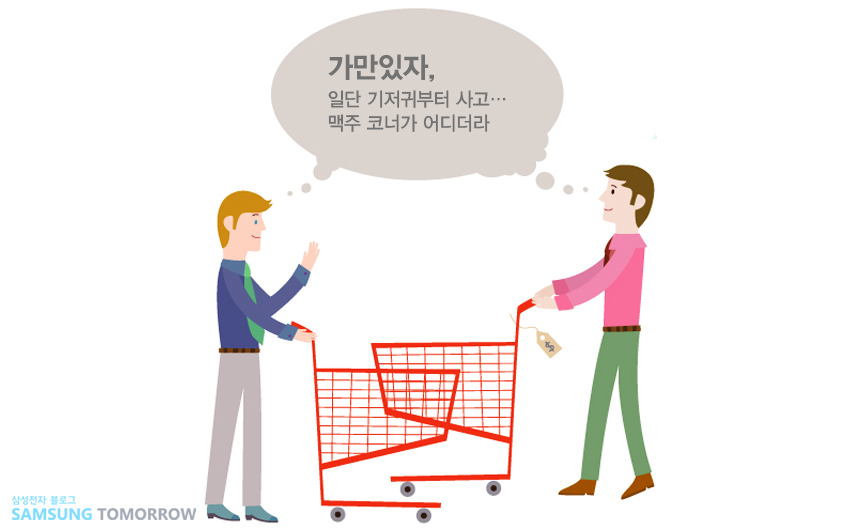 가만있자,
일단 기저귀부터 사고…
맥주 코너가 어디더라
삼성전자 블로그
SAMSUNG TOMORROW